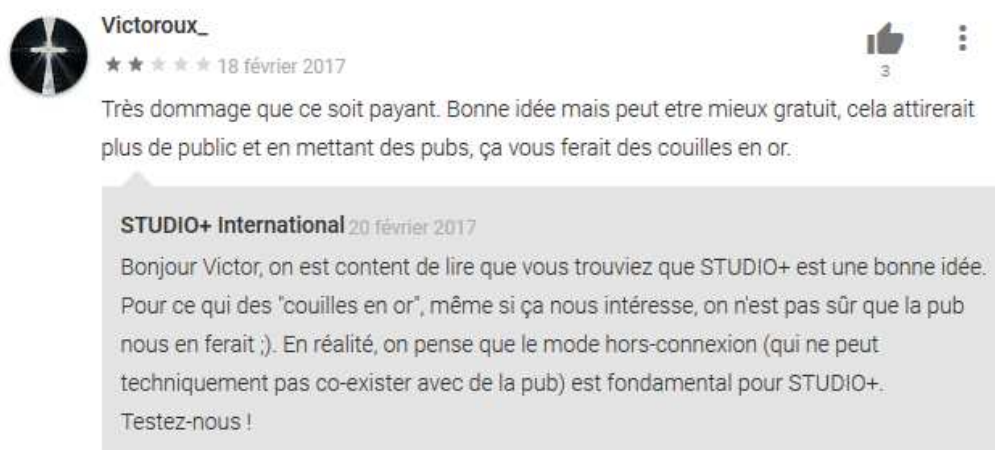 Victoroux_
18 février 2017
3
Très dommage que ce soit payant. Bonne idée mais peut etre mieux gratuit, cela attirerait
plus de public et en mettant des pubs, ça vous ferait des couilles en or.
STUDIO+ International 20 février 2017
Bonjour Victor, on est content de lire que vous trouviez que STUDIO+ est une bonne idée.
Pour ce qui des "couilles en or", même si ça nous intéresse, on n'est pas sûr que la pub
nous en ferait ;). En réalité, on pense que le mode hors-connexion (qui ne peut
techniquement pas co-exister avec de la pub) est fondamental pour STUDIO+.
Testez-nous !